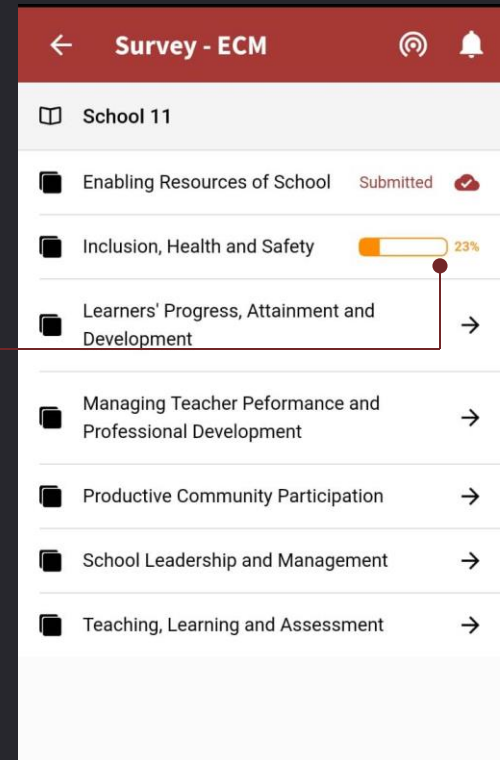 Survey - ECM
School 11
Enabling Resources of School Submitted
Inclusion, Health and Safety 23%
Learners' Progress, Attainment and
Development
Managing Teacher Peformance and
Professional Development
Productive Community Participation
School Leadership and Management
Teaching, Learning and Assessment